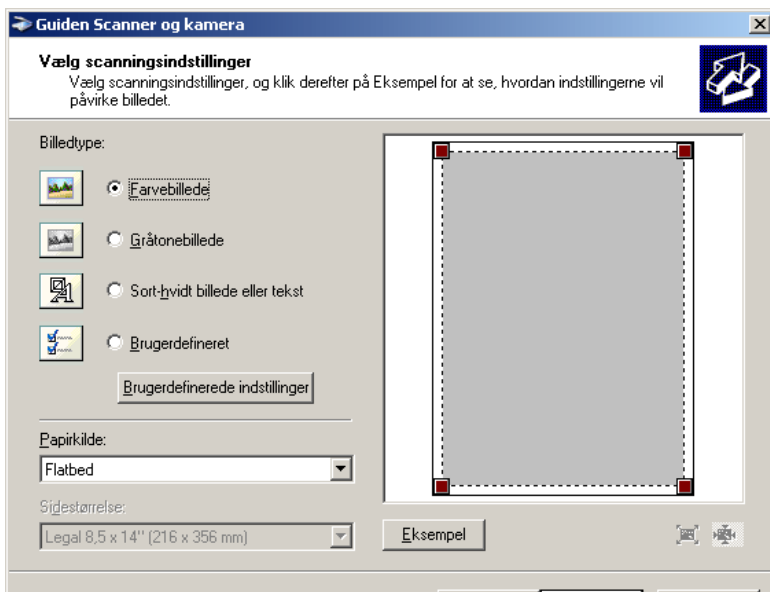 Guiden Scanner og kamera
Vælg scanningsindstillinger
Vælg scanningsindstillinger, og klik derefter på Eksempel for at se, hvordan indstillingerne vil
påvirke billedet.
Billedtype:
Farvebillede
Gråtonebillede
Sort-hvidt billede eller tekst
Brugerdefineret
Brugerdefinerede indstillinger
Papirkilde:
Flatbed
Sidestørrelse:
Legal 8,5 x 14" (216 x 356 mm)
Eksempel